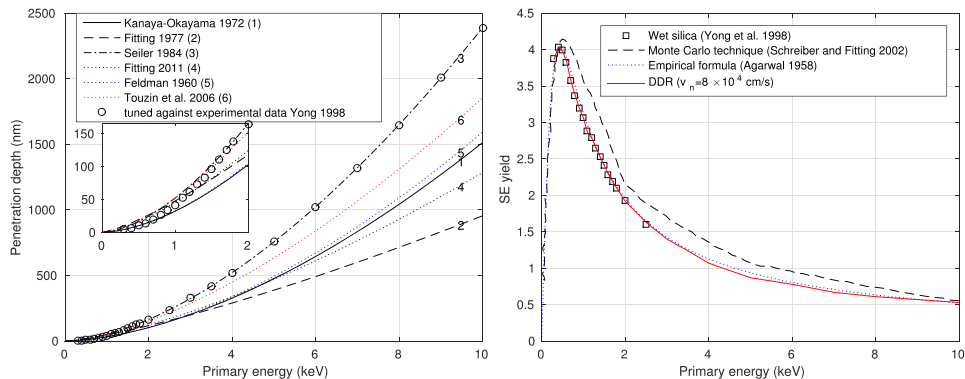 2500
2000
1500
1000
500
0
Penetration depth (nm)
Kanaya-Okayama 1972 (1)
Fitting 1977 (2)
Seiler 1984 (3)
Fitting 2011 (4)
Feldman 1960 (5)
Touzin et al. 2006 (6)
tuned against experimental data Yong 1998
150
100
50
0
0 1 2
3
6
5
1
4
2
0 2 4 6 8 10
Primary energy (keV)
4.5
4
3.5
3
2.5
2
1.5
1
0.5
0
SE yield
Wet silica (Yong et al. 1998)
Monte Carlo technique (Schreiber and Fitting 2002)
Empirical formula (Agarwal 1958)
DDR (v n=8 ×10 4 cm/s)
0 2 4 6 8 10
Primary energy (keV)